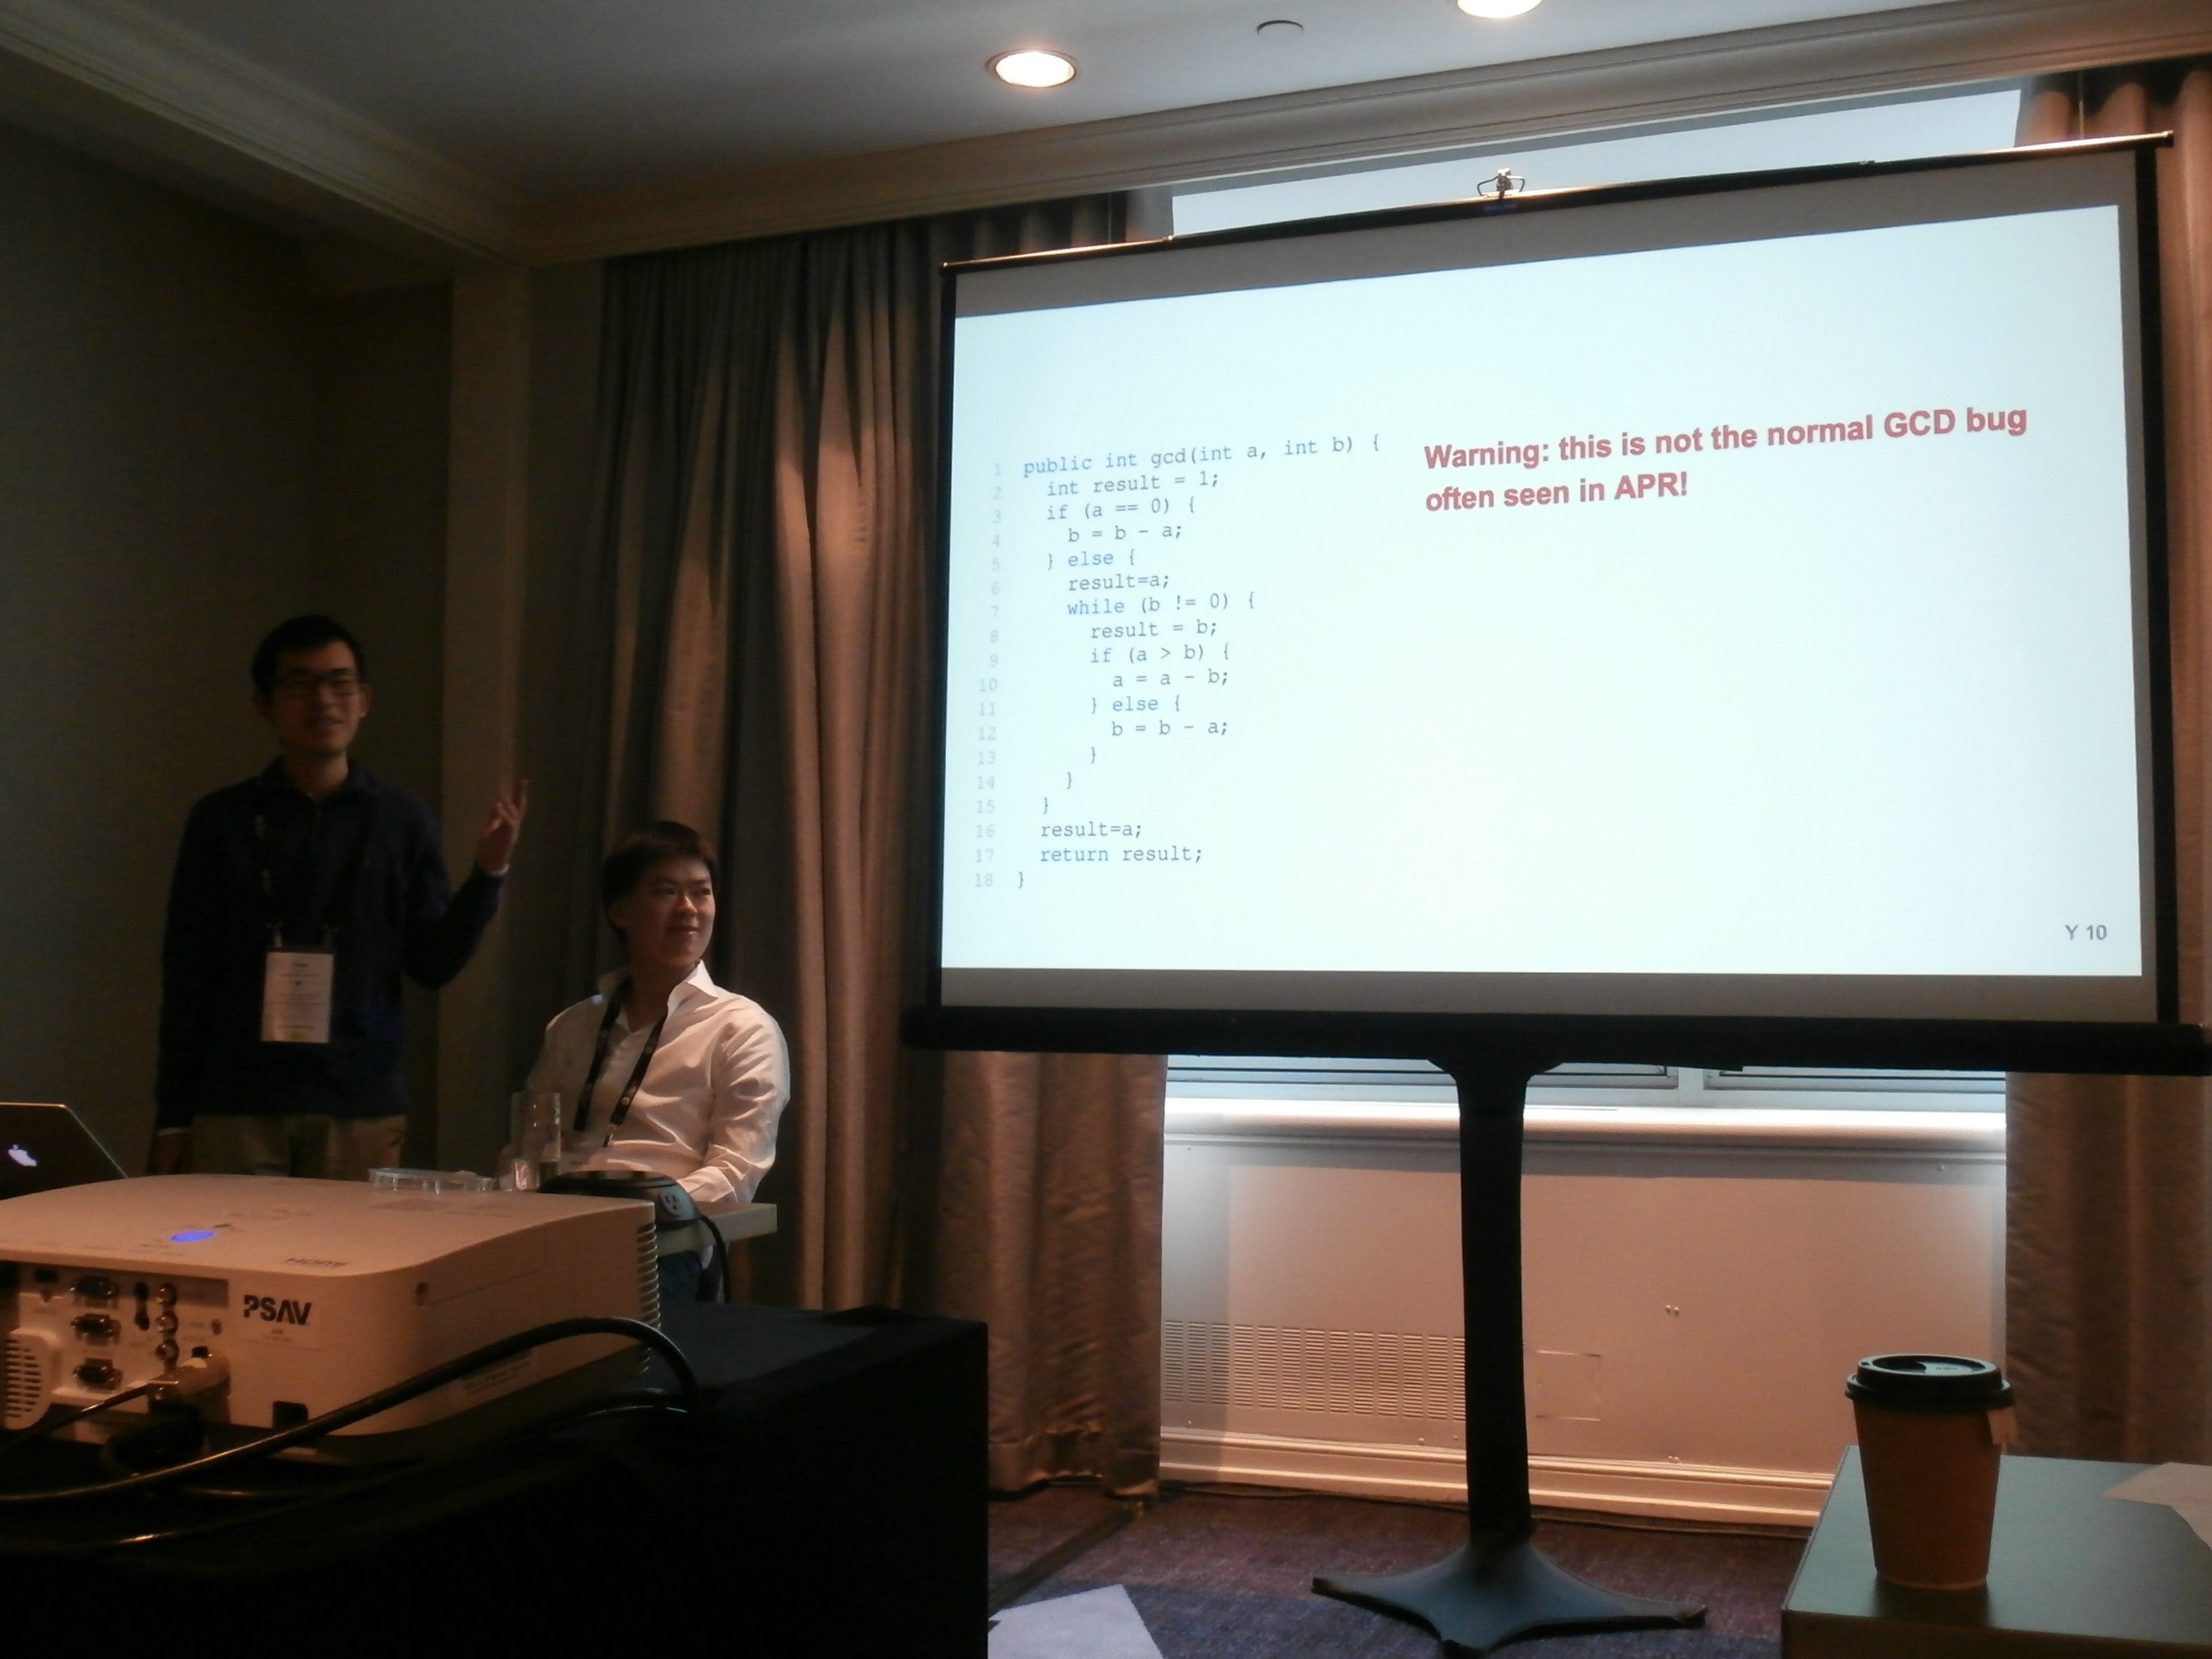 1 public int gcd(int a, int b) {
2 int result = 1;
3 if (a == 0) {
4 b = b - a;
5 } else {
6 result=a;
7 while (b != 0) {
8 result = b;
9 if (a > b) {
10 a = a - b;
11 } else {
12 b = b - a;
13 }
14 }
15 }
16 result=a;
17 return result;
18 }
Warning: this is not the normal GCD bug
often seen in APR!
Y 10
HDMI
PSAV